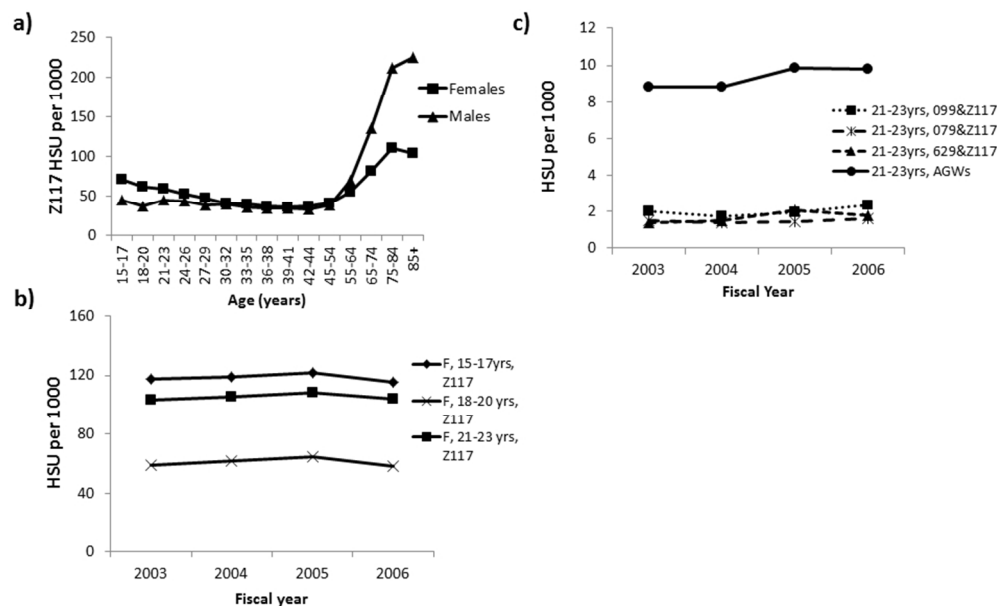 a)
Z117 HSU per 1000
250
200
150
100
50
0
15-17
18-20
21-23
24-26
27-29
30-32
33-35
36-38
39-41
42-44
45-54
55-64
65-74
75-84
85+
Age (years)
Females
Males
c)
HSU per 1000
12
10
8
6
4
2
0
2003 2004 2005 2006
Fiscal Year
21-23yrs, 099&Z117
21-23yrs, 079&Z117
21-23yrs, 629&Z117
21-23yrs, AGWs
b)
HSU per 1000
160
120
80
40
0
2003 2004 2005 2006
Fiscal year
F, 15-17yrs,
Z117
F, 18-20 yrs,
Z117
F, 21-23 yrs,
Z117